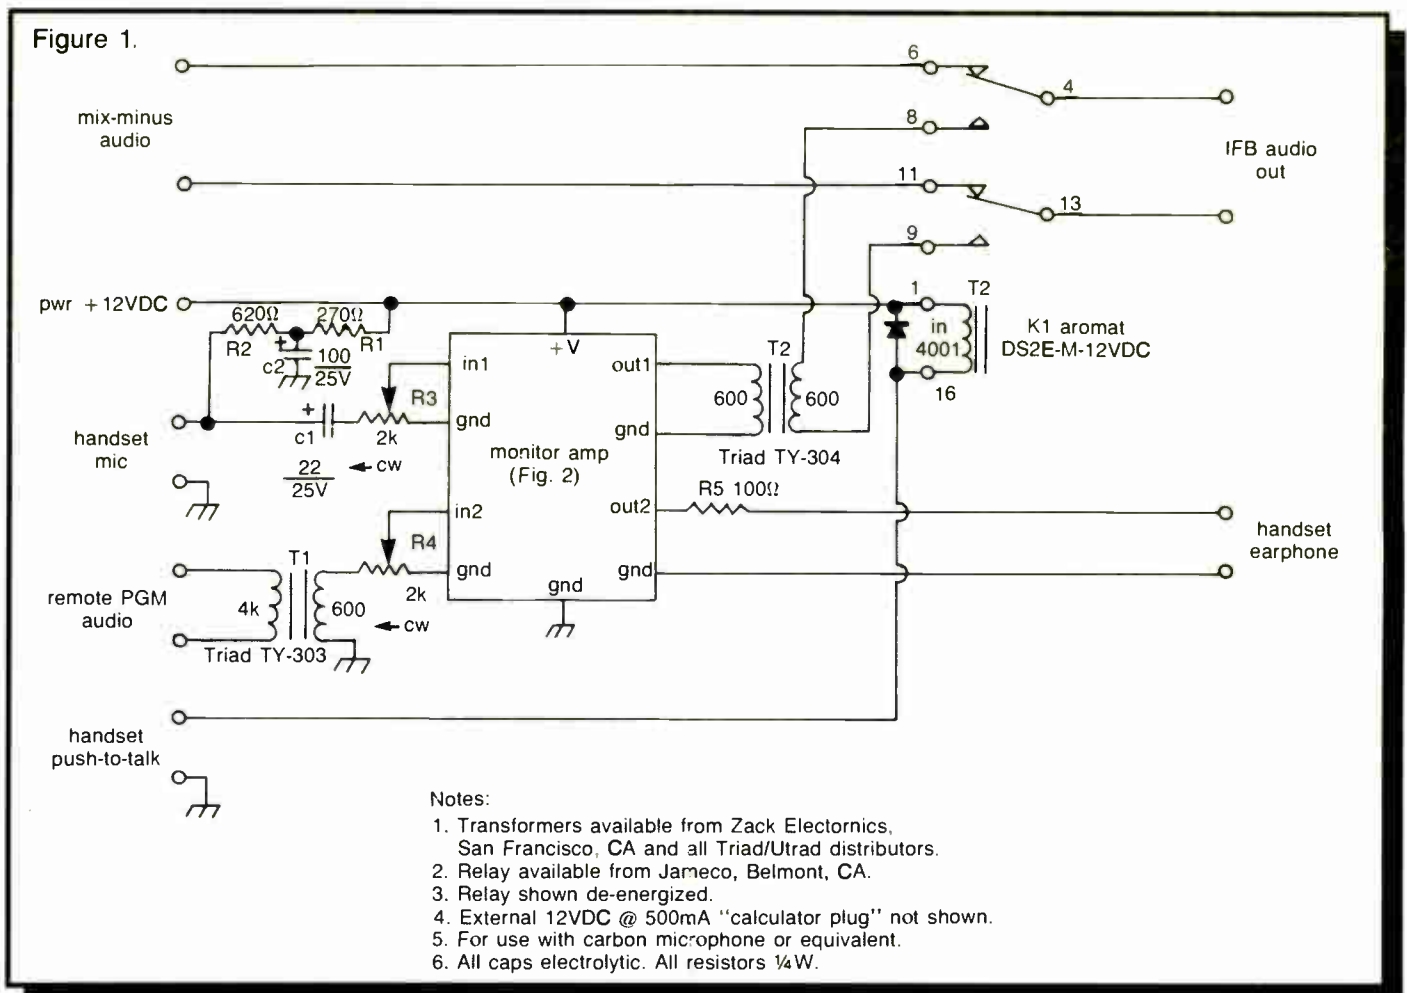 Figure 1.
6
4
mix-minus
audio
8
IFB audio
out
11
13
9
pwr + 12VDC
1
T2
620Ω
270Ω
R2
R1
+
c2
100
25V
in
4001
K1 aromat
DS2E-M-12VDC
16
+V
in1
out1
T2
R3
600
600
+
c1
2k
gnd
gnd
handset
mic
22
25V
cw
monitor amp
(Fig. 2)
Triad TY-304
R5 100Ω
in2
out2
R4
handset
earphone
T1
gnd
gnd
gnd
2k
remote PGM
audio
4k
600
cw
Triad TY-303
handset
push-to-talk
Notes:
1. Transformers available from Zack Electornics,
San Francisco, CA and all Triad/Utrad distributors.
2. Relay available from Jameco, Belmont, CA.
3. Relay shown de-energized.
4. External 12VDC @ 500mA "calculator plug" not shown.
5. For use with carbon microphone or equivalent.
6. All caps electrolytic. All resistors ¼W.